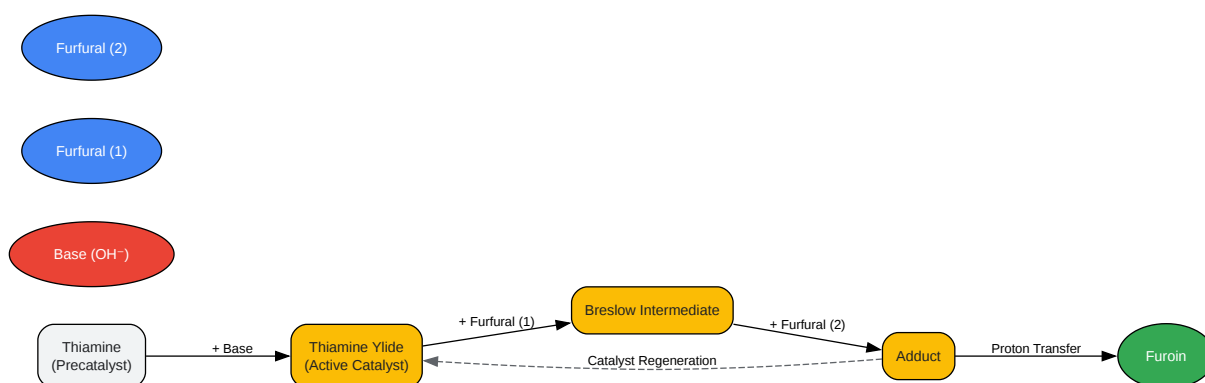 Furfural (2)
Furfural (1)
Base (OH⁻)
Thiamine
(Precatalyst)
+ Base
Thiamine Ylide
(Active Catalyst)
+ Furfural (1)
Breslow Intermediate
+ Furfural (2)
Catalyst Regeneration
Adduct
Proton Transfer
Furoin